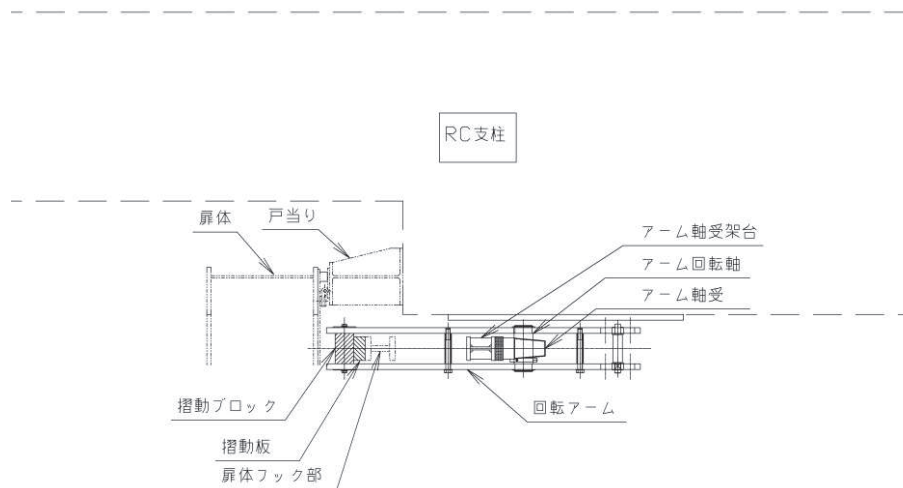 RC支柱
扉体
戸当り
アーム軸受架台
アーム回転軸
アーム軸受
摺動ブロック
回転アーム
摺動板
扉体フック部